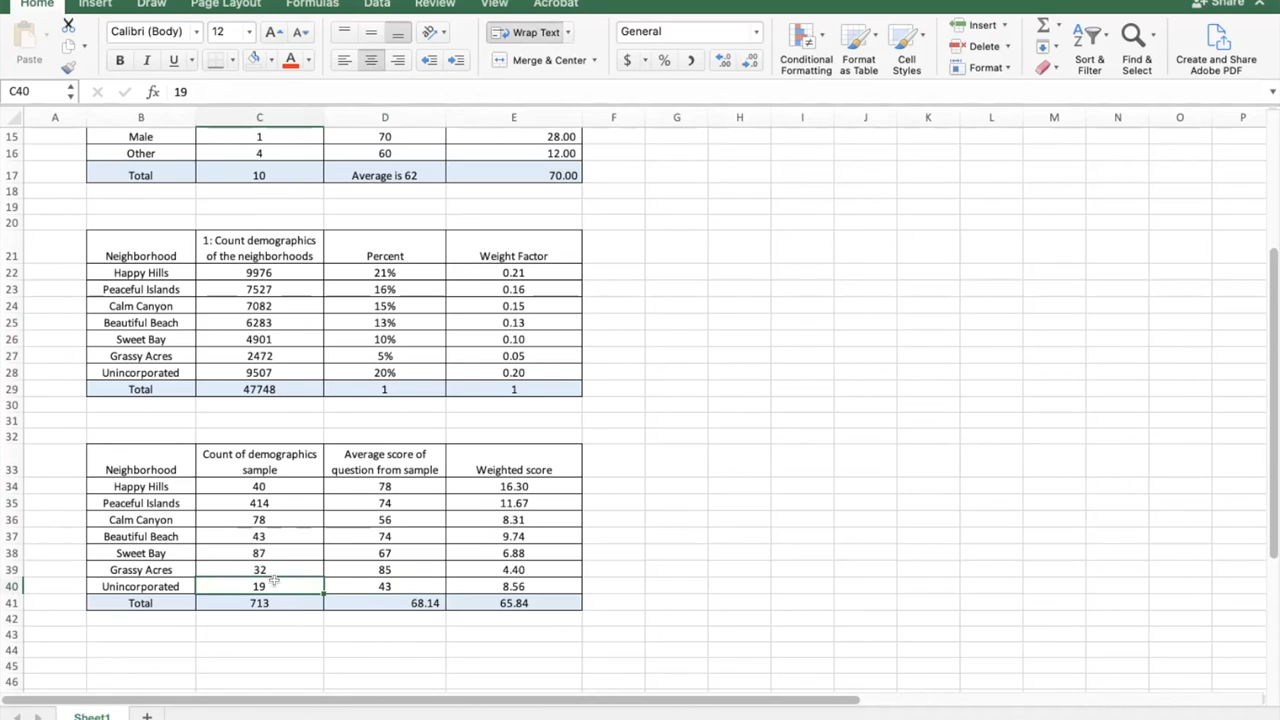 Home Insert Draw Page Layout Formulas Data Review View Acrobat Share
Calibri (Body) 12 A A Wrap Text General Insert Delete Format
Paste B I U A Merge & Center $ % Conditional Formatting Format as Table Cell Styles Sort & Filter Find & Select Create and Share Adobe PDF
C40 fx 19
A B C D E F G H I J K L M N O P
15 Male 1 70 28.00
16 Other 4 60 12.00
17 Total 10 Average is 62 70.00
18
19
20
1: Count demographics
21 Neighborhood of the neighborhoods Percent Weight Factor
22 Happy Hills 9976 21% 0.21
23 Peaceful Islands 7527 16% 0.16
24 Calm Canyon 7082 15% 0.15
25 Beautiful Beach 6283 13% 0.13
26 Sweet Bay 4901 10% 0.10
27 Grassy Acres 2472 5% 0.05
28 Unincorporated 9507 20% 0.20
29 Total 47748 1 1
30
31
32
Count of demographics Average score of
33 Neighborhood sample question from sample Weighted score
34 Happy Hills 40 78 16.30
35 Peaceful Islands 414 74 11.67
36 Calm Canyon 78 56 8.31
37 Beautiful Beach 43 74 9.74
38 Sweet Bay 87 67 6.88
39 Grassy Acres 32 85 4.40
40 Unincorporated 19 43 8.56
41 Total 713 68.14 65.84
42
43
44
45
46
Sheet1 +